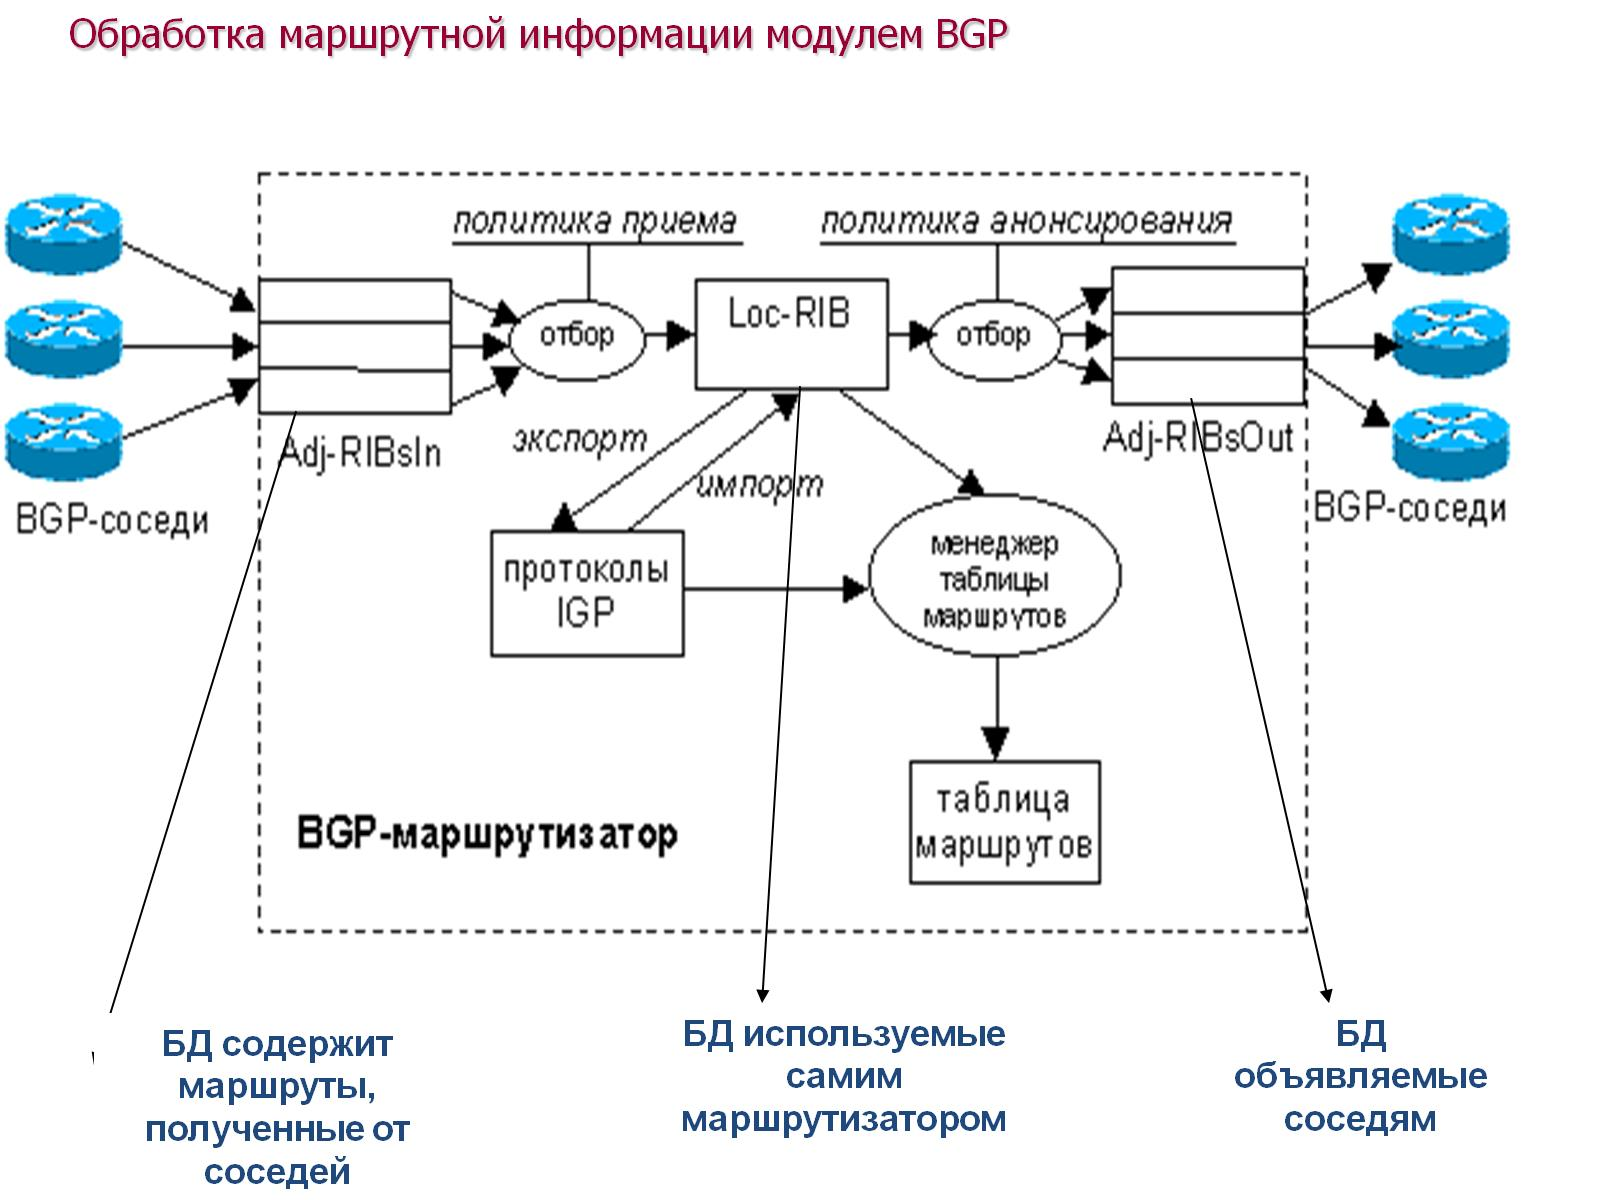 Обработка маршрутной информации модулем BGP
политика приема
политика анонсирования
отбор
Loc-RIB
отбор
Adj-RIBsIn
экспорт
импорт
Adj-RIBsOut
BGP-соседи
BGP-соседи
протоколы
IGP
менеджер
таблицы
маршрутов
BGP-маршрутизатор
таблица
маршрутов
БД содержит
маршруты,
полученные от
соседей
БД используемые
самим
маршрутизатором
БД
объявляемые
соседям